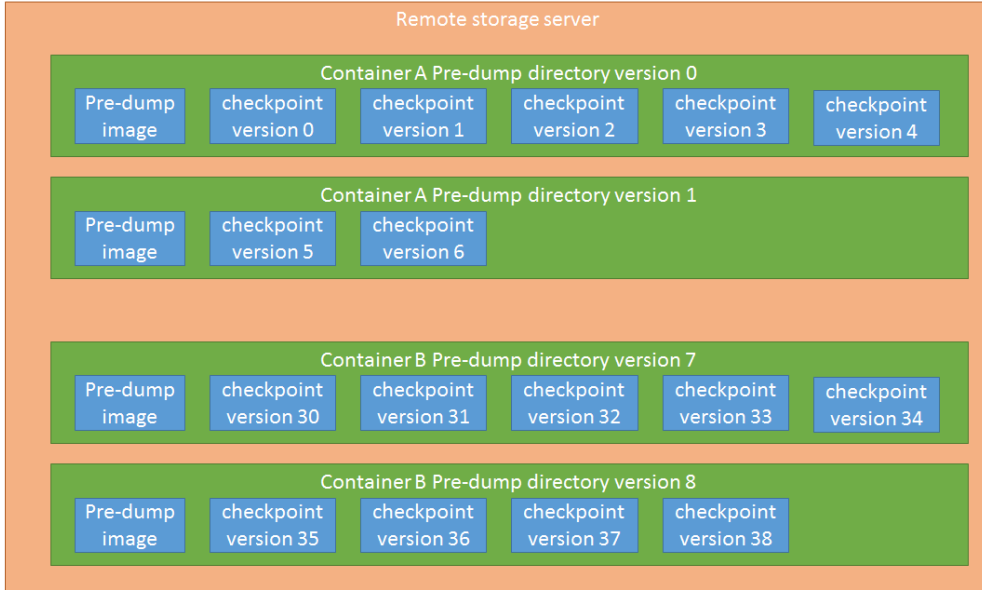 Remote storage server
Container A Pre-dump directory version 0
Pre-dump
image
checkpoint
version 0
checkpoint
version 1
checkpoint
version 2
checkpoint
version 3
checkpoint
version 4
Container A Pre-dump directory version 1
Pre-dump
image
checkpoint
version 5
checkpoint
version 6
Container B Pre-dump directory version 7
Pre-dump
image
checkpoint
version 30
checkpoint
version 31
checkpoint
version 32
checkpoint
version 33
checkpoint
version 34
Container B Pre-dump directory version 8
Pre-dump
image
checkpoint
version 35
checkpoint
version 36
checkpoint
version 37
checkpoint
version 38